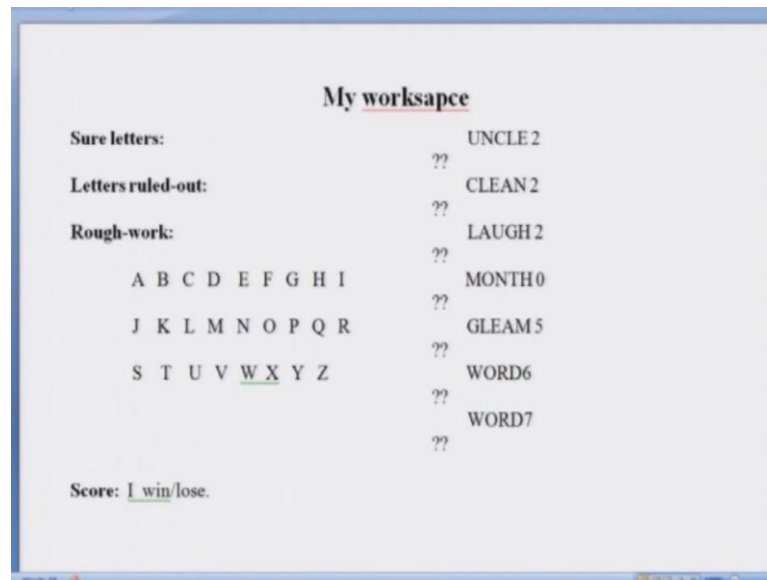 My worksapce
Sure letters:
UNCLE 2
??
Letters ruled-out:
CLEAN 2
??
Rough-work:
LAUGH 2
??
A B C D E F G H I
MONTH 0
??
J K L M N O P Q R
GLEAM 5
??
S T U V W X Y Z
WORD6
??
WORD7
??
Score: I win/lose.